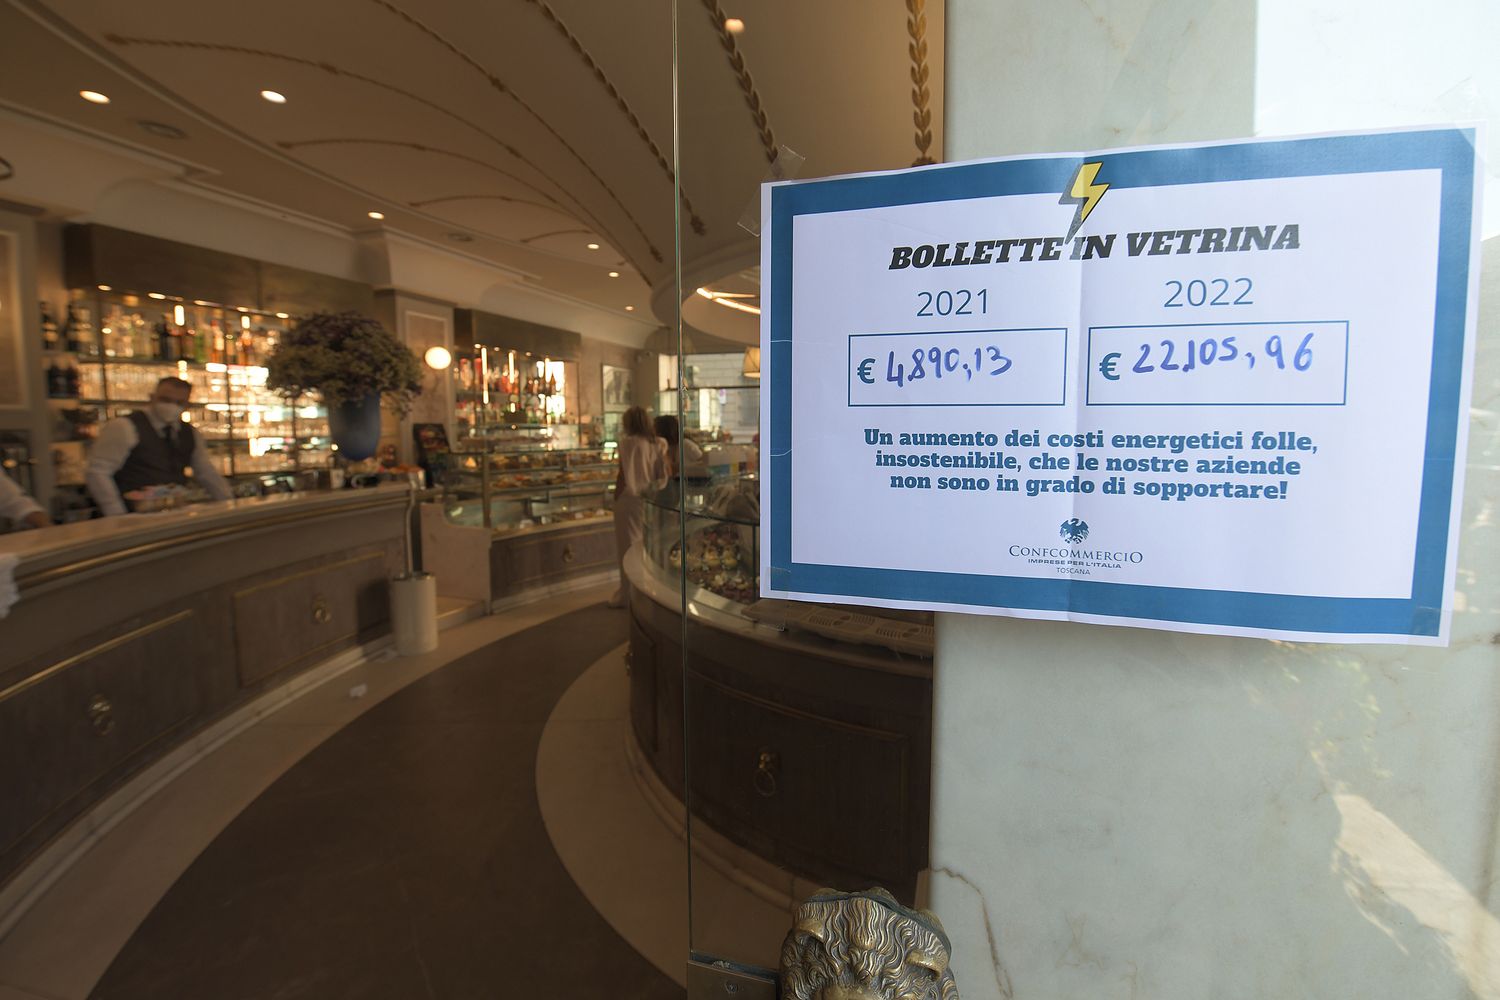 BOLLETTE IN VETRINA
2021 2022
€ 4.890,13 € 22.105,96
Un aumento dei costi energetici folle,
insostenibile, che le nostre aziende
non sono in grado di sopportare!
CONFCOMMERCIO
IMPRESE PER L'ITALIA
TOSCANA